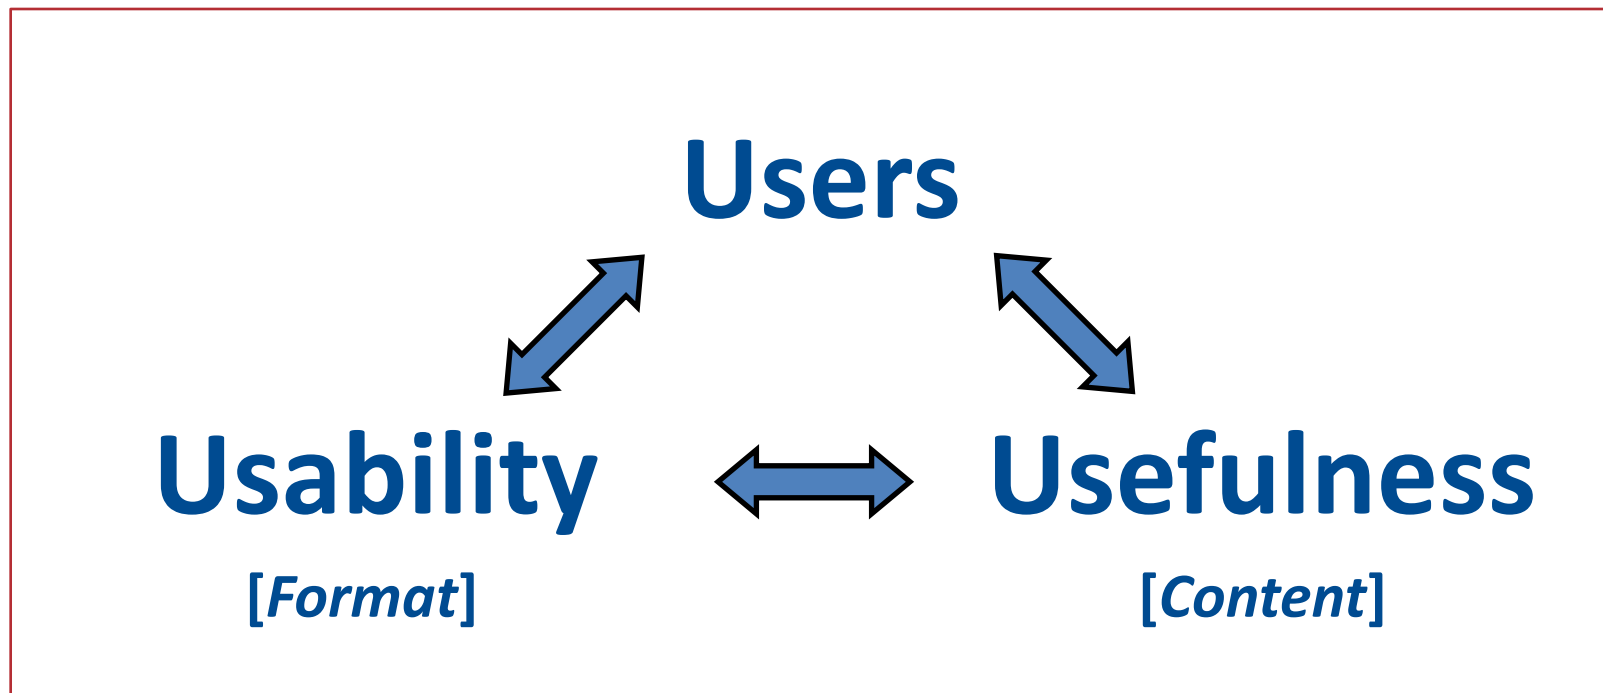 Users
Usability
Usefulness
[Format]
[Content]